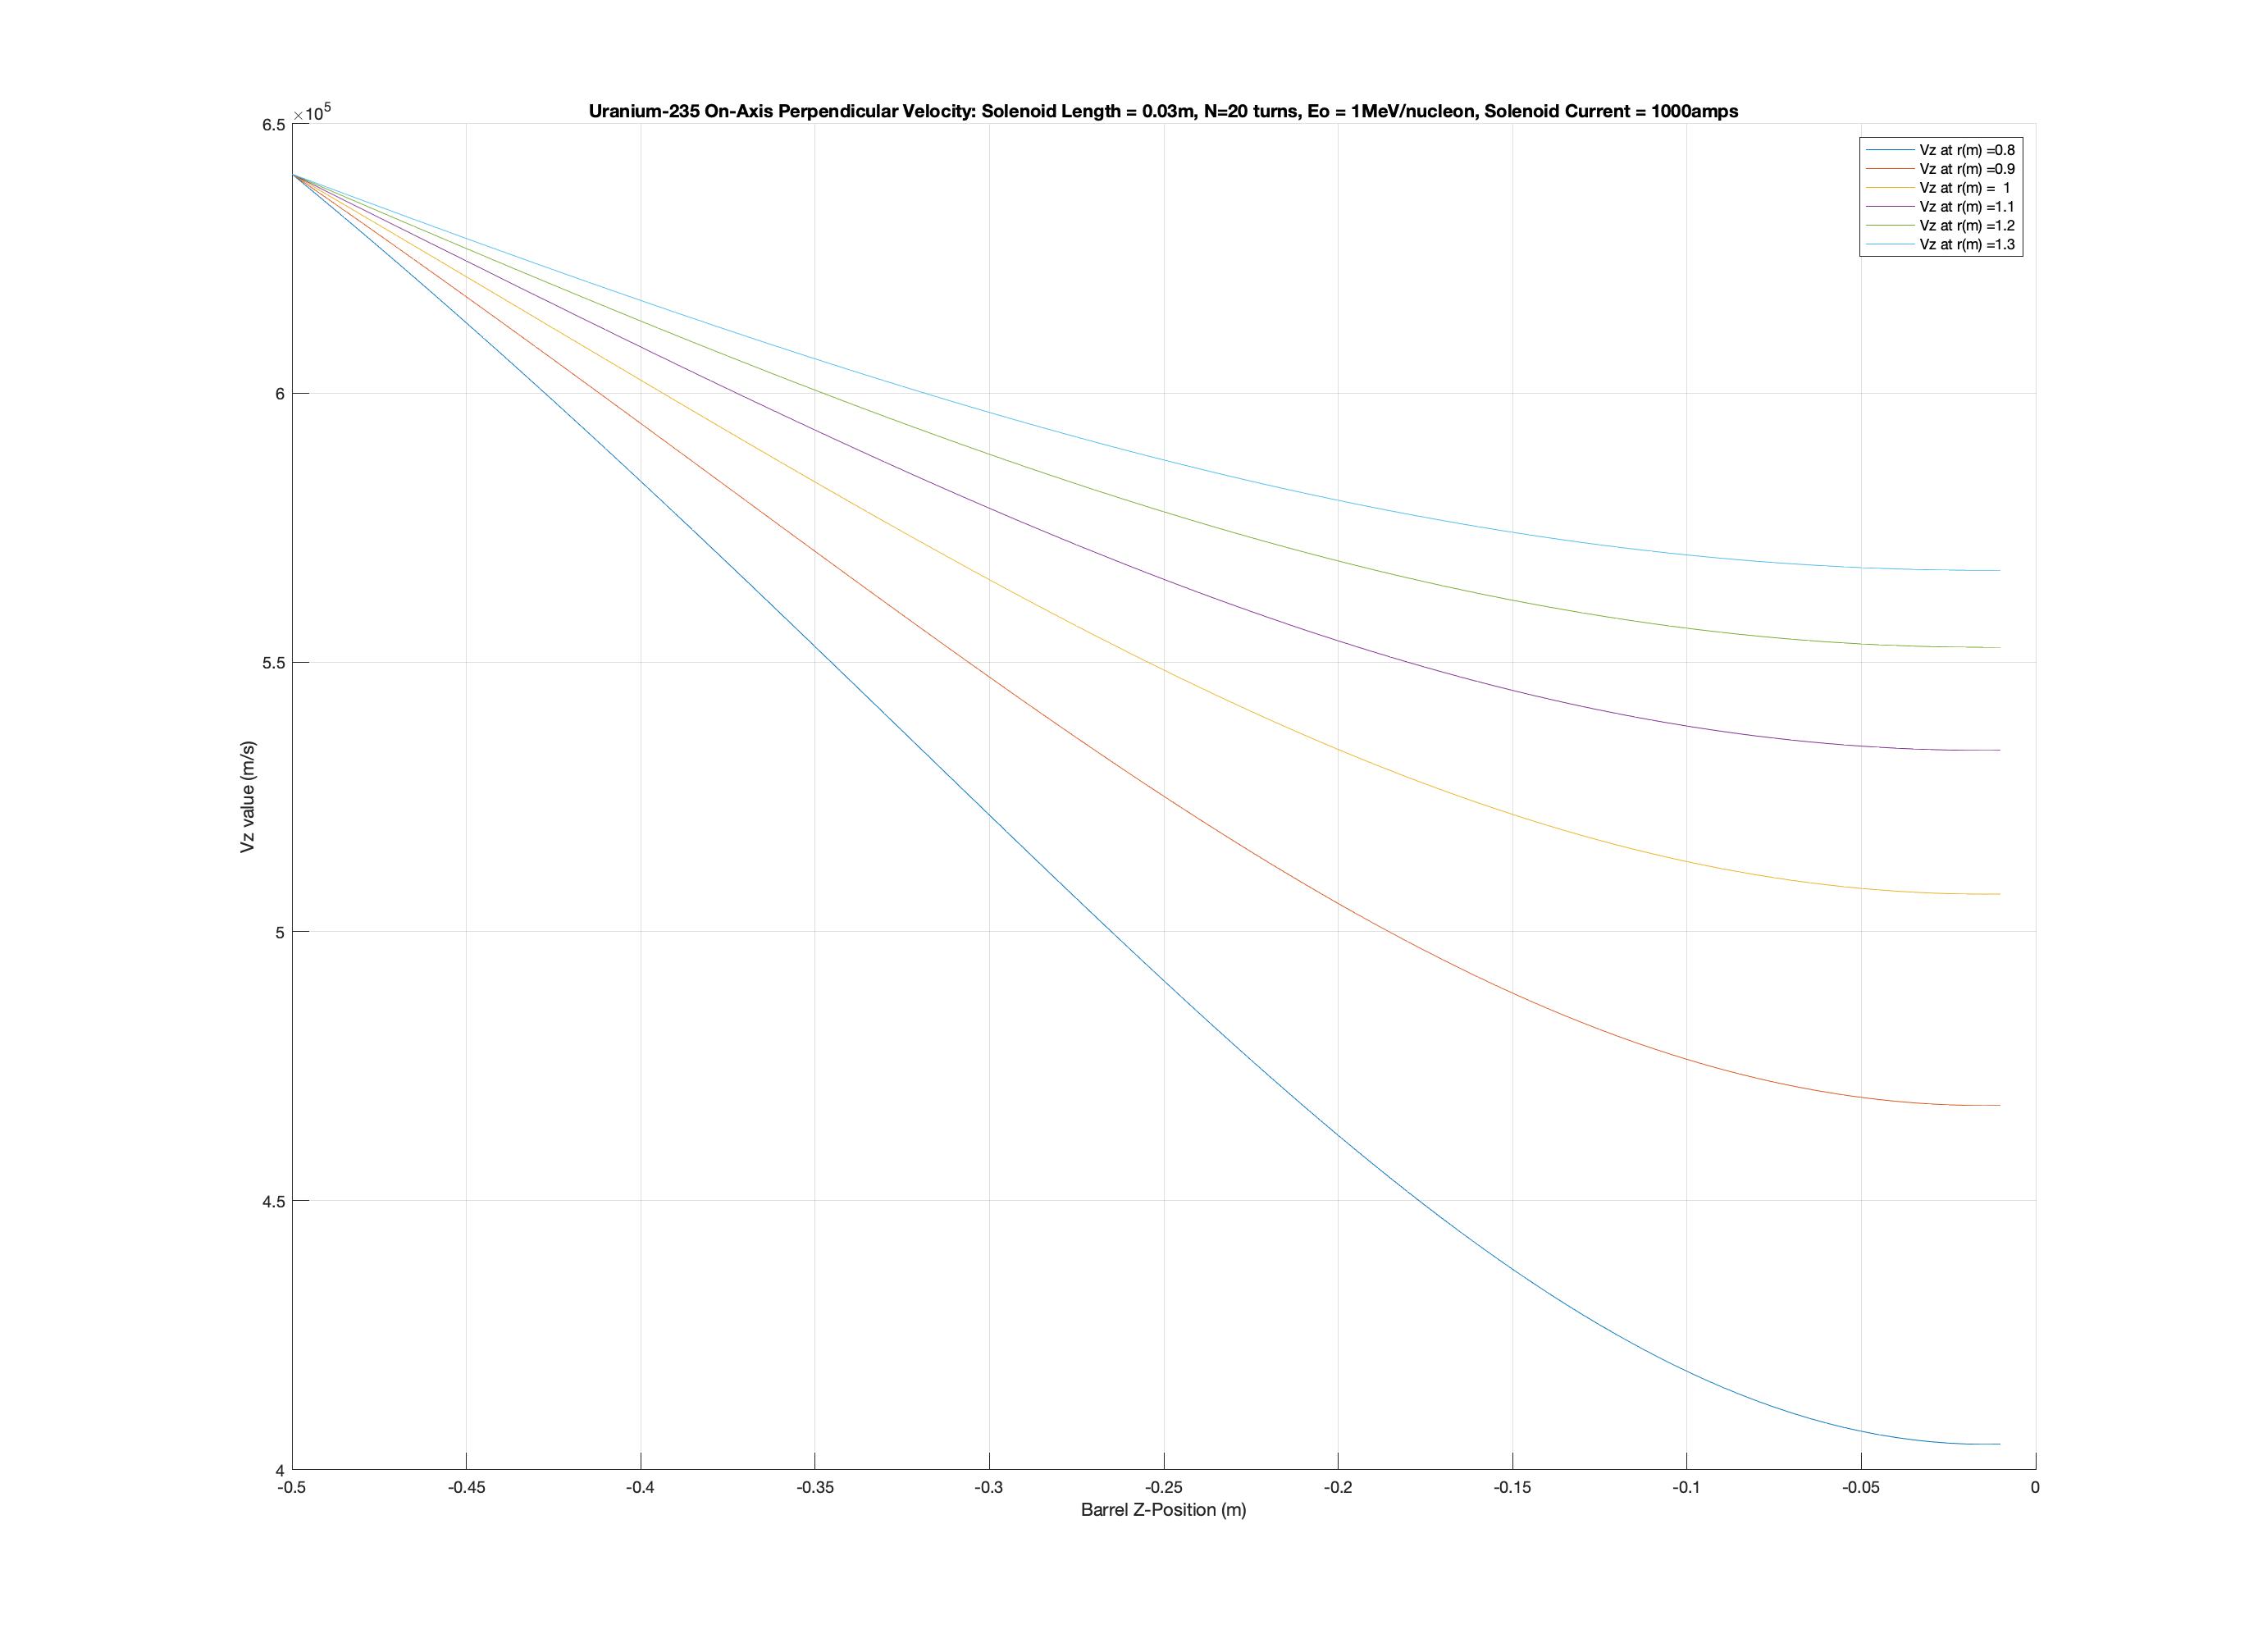 Uranium-235 On-Axis Perpendicular Velocity: Solenoid Length = 0.03m, N=20 turns, Eo = 1MeV/nucleon, Solenoid Current = 1000amps
×10^5
6.5
6
5.5
5
4.5
4
Vz value (m/s)
Vz at r(m) =0.8
Vz at r(m) =0.9
Vz at r(m) =  1
Vz at r(m) =1.1
Vz at r(m) =1.2
Vz at r(m) =1.3
-0.5 -0.45 -0.4 -0.35 -0.3 -0.25 -0.2 -0.15 -0.1 -0.05 0
Barrel Z-Position (m)